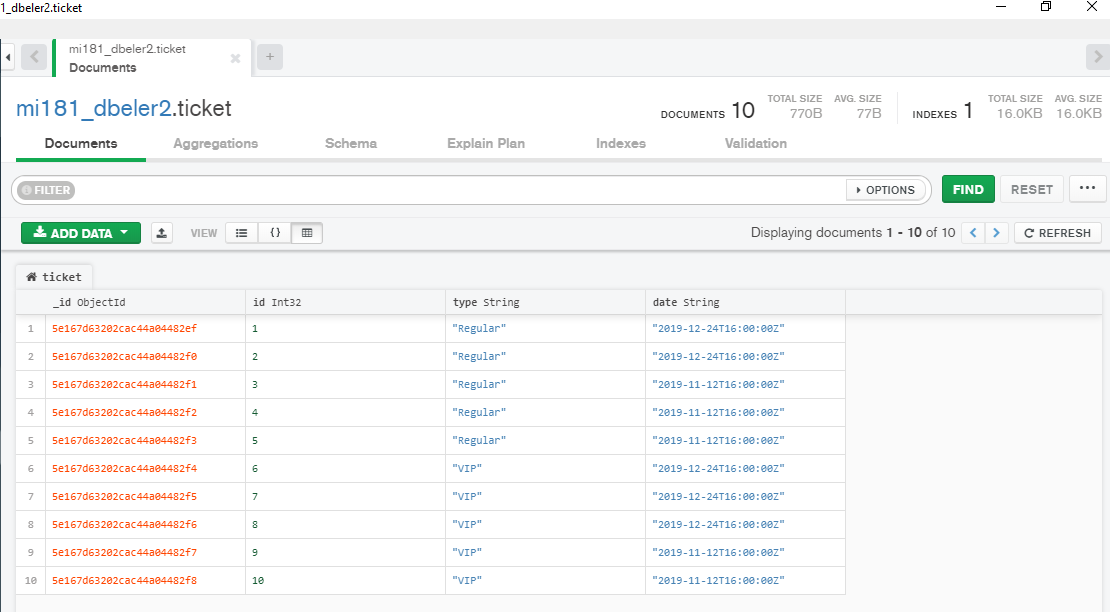 1_dbeler2.ticket
mi181_dbeler2.ticket
Documents
mi181_dbeler2.ticket
DOCUMENTS 10 TOTAL SIZE 770B AVG. SIZE 77B INDEXES 1 TOTAL SIZE 16.0KB AVG. SIZE 16.0KB
Documents Aggregations Schema Explain Plan Indexes Validation
FILTER OPTIONS FIND RESET ...
ADD DATA VIEW {} Displaying documents 1 - 10 of 10 < > REFRESH
ticket
_id ObjectId id Int32 type String date String
1 5e167d63202cac44a04482ef 1 "Regular" "2019-12-24T16:00:00Z"
2 5e167d63202cac44a04482f0 2 "Regular" "2019-12-24T16:00:00Z"
3 5e167d63202cac44a04482f1 3 "Regular" "2019-11-12T16:00:00Z"
4 5e167d63202cac44a04482f2 4 "Regular" "2019-11-12T16:00:00Z"
5 5e167d63202cac44a04482f3 5 "Regular" "2019-11-12T16:00:00Z"
6 5e167d63202cac44a04482f4 6 "VIP" "2019-12-24T16:00:00Z"
7 5e167d63202cac44a04482f5 7 "VIP" "2019-12-24T16:00:00Z"
8 5e167d63202cac44a04482f6 8 "VIP" "2019-12-24T16:00:00Z"
9 5e167d63202cac44a04482f7 9 "VIP" "2019-11-12T16:00:00Z"
10 5e167d63202cac44a04482f8 10 "VIP" "2019-11-12T16:00:00Z"